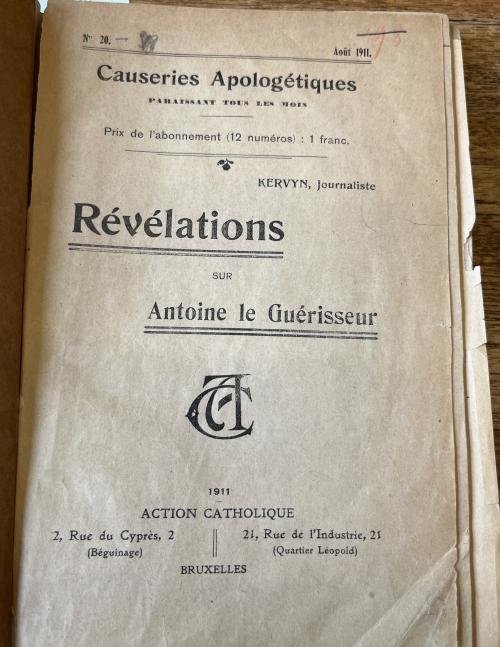 N° 20. —
Août 1911.
Causeries Apologétiques
PARAISSANT TOUS LES MOIS
Prix de l'abonnement (12 numéros) : 1 franc.
KERVYN, Journaliste
Révélations
SUR
Antoine le Guérisseur
1911
ACTION CATHOLIQUE
2, Rue du Cyprès, 2
(Béguinage)
21, Rue de l'Industrie, 21
(Quartier Léopold)
BRUXELLES